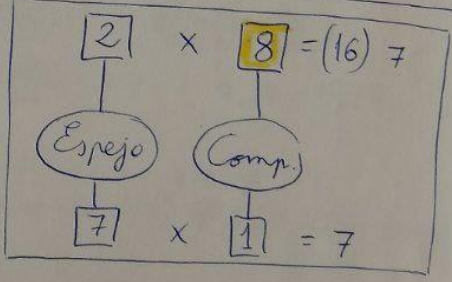 2 x 8 = (16) 7
Espejo Comp.
7 x 1 = 7